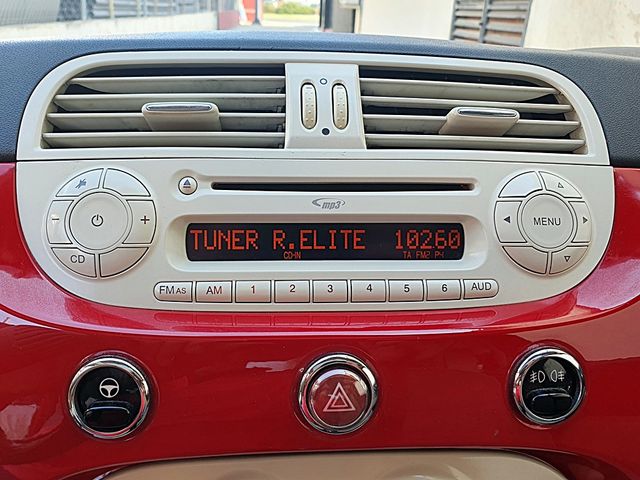 mp3
TUNER R.ELITE 10260
CD-IN TA FM2 P4
MENU
CD
FM AS AM 1 2 3 4 5 6 AUD